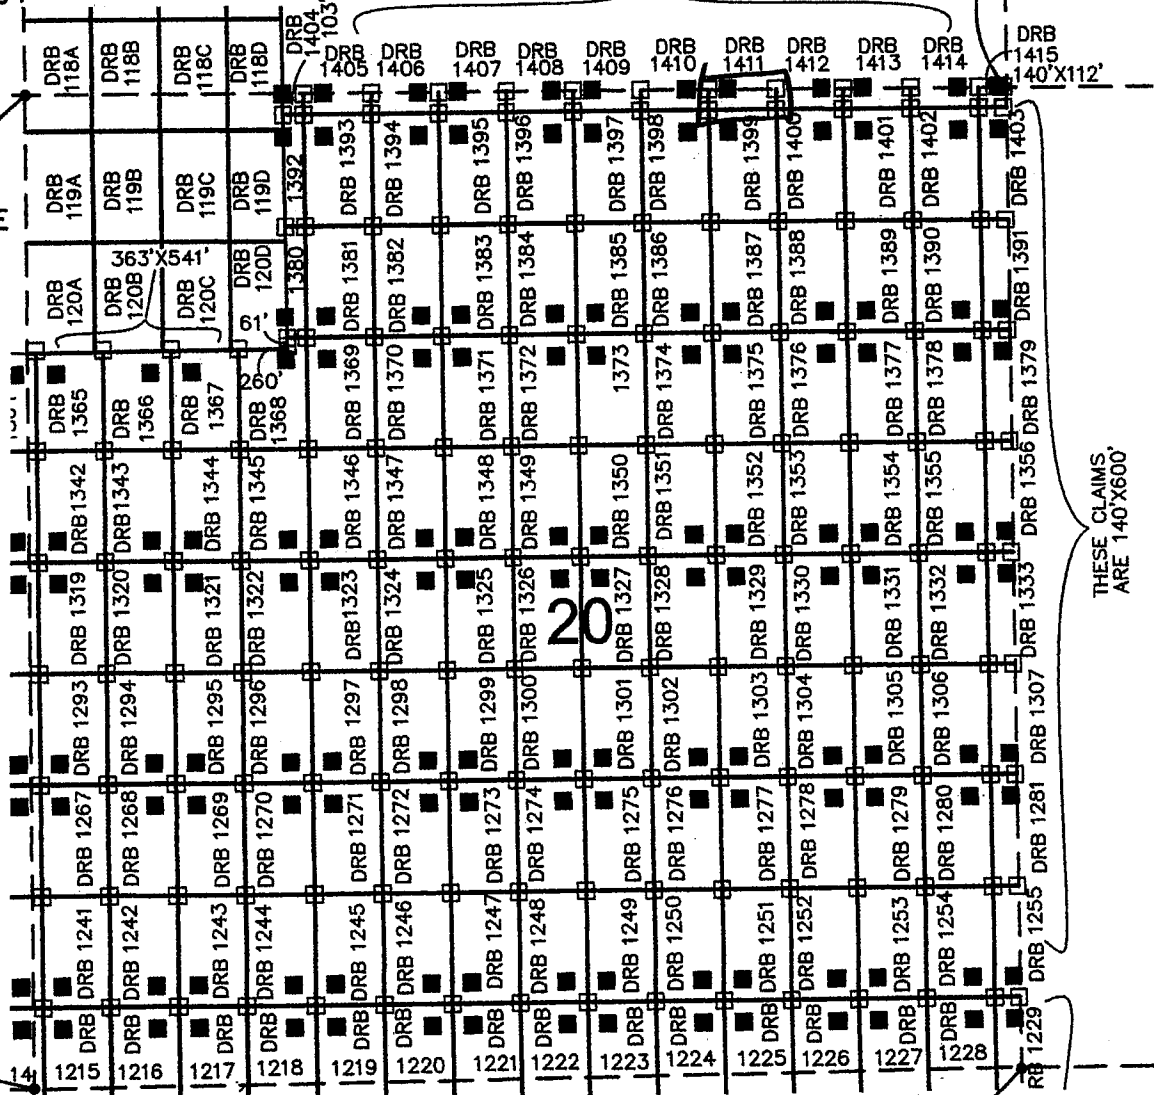 DRB 1404
103'
DRB 118A
DRB 118B
DRB 118C
DRB 118D
DRB 1405
DRB 1406
DRB 1407
DRB 1408
DRB 1409
DRB 1410
DRB 1411
DRB 1412
DRB 1413
DRB 1414
DRB 1415
140'X112'
DRB 119A
DRB 119B
DRB 119C
DRB 119D
1392
DRB 1393
DRB 1394
DRB 1395
DRB 1396
DRB 1397
DRB 1398
DRB 1399
DRB 1400
DRB 1401
DRB 1402
DRB 1403
363'X541'
DRB 120A
DRB 120B
DRB 120C
DRB 120D
1380
DRB 1381
DRB 1382
DRB 1383
DRB 1384
DRB 1385
DRB 1386
DRB 1387
DRB 1388
DRB 1389
DRB 1390
DRB 1391
61'
260'
DRB 1365
DRB 1366
DRB 1367
DRB 1368
DRB 1369
DRB 1370
DRB 1371
DRB 1372
1373
DRB 1374
DRB 1375
DRB 1376
DRB 1377
DRB 1378
DRB 1379
DRB 1342
DRB 1343
DRB 1344
DRB 1345
DRB 1346
DRB 1347
DRB 1348
DRB 1349
DRB 1350
DRB 1351
DRB 1352
DRB 1353
DRB 1354
DRB 1355
DRB 1356
THESE CLAIMS
ARE 140'X600'
DRB 1319
DRB 1320
DRB 1321
DRB 1322
DRB 1323
DRB 1324
DRB 1325
DRB 1326
DRB 1327
DRB 1328
DRB 1329
DRB 1330
DRB 1331
DRB 1332
DRB 1333
20
DRB 1293
DRB 1294
DRB 1295
DRB 1296
DRB 1297
DRB 1298
DRB 1299
DRB 1300
DRB 1301
DRB 1302
DRB 1303
DRB 1304
DRB 1305
DRB 1306
DRB 1307
DRB 1267
DRB 1268
DRB 1269
DRB 1270
DRB 1271
DRB 1272
DRB 1273
DRB 1274
DRB 1275
DRB 1276
DRB 1277
DRB 1278
DRB 1279
DRB 1280
DRB 1281
DRB 1241
DRB 1242
DRB 1243
DRB 1244
DRB 1245
DRB 1246
DRB 1247
DRB 1248
DRB 1249
DRB 1250
DRB 1251
DRB 1252
DRB 1253
DRB 1254
DRB 1255
14
DRB 1215
DRB 1216
DRB 1217
DRB 1218
DRB 1219
DRB 1220
DRB 1221
DRB 1222
DRB 1223
DRB 1224
DRB 1225
DRB 1226
DRB 1227
DRB 1228
RB 1229